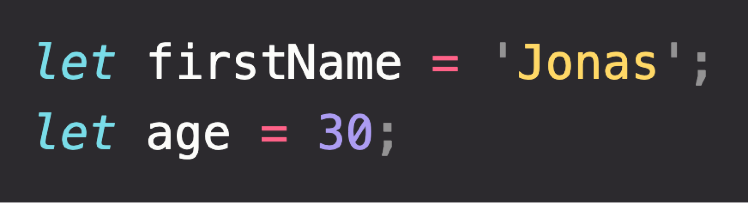 let firstName = 'Jonas';
let age = 30;